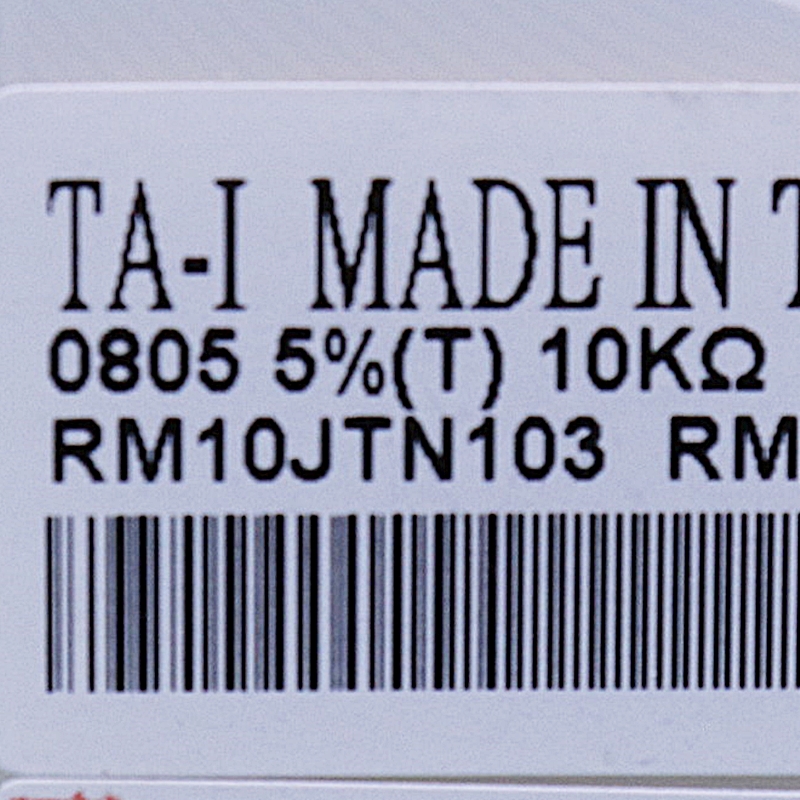 TA-I MADE IN T
0805 5%(T) 10KΩ
RM10JTN103 RM